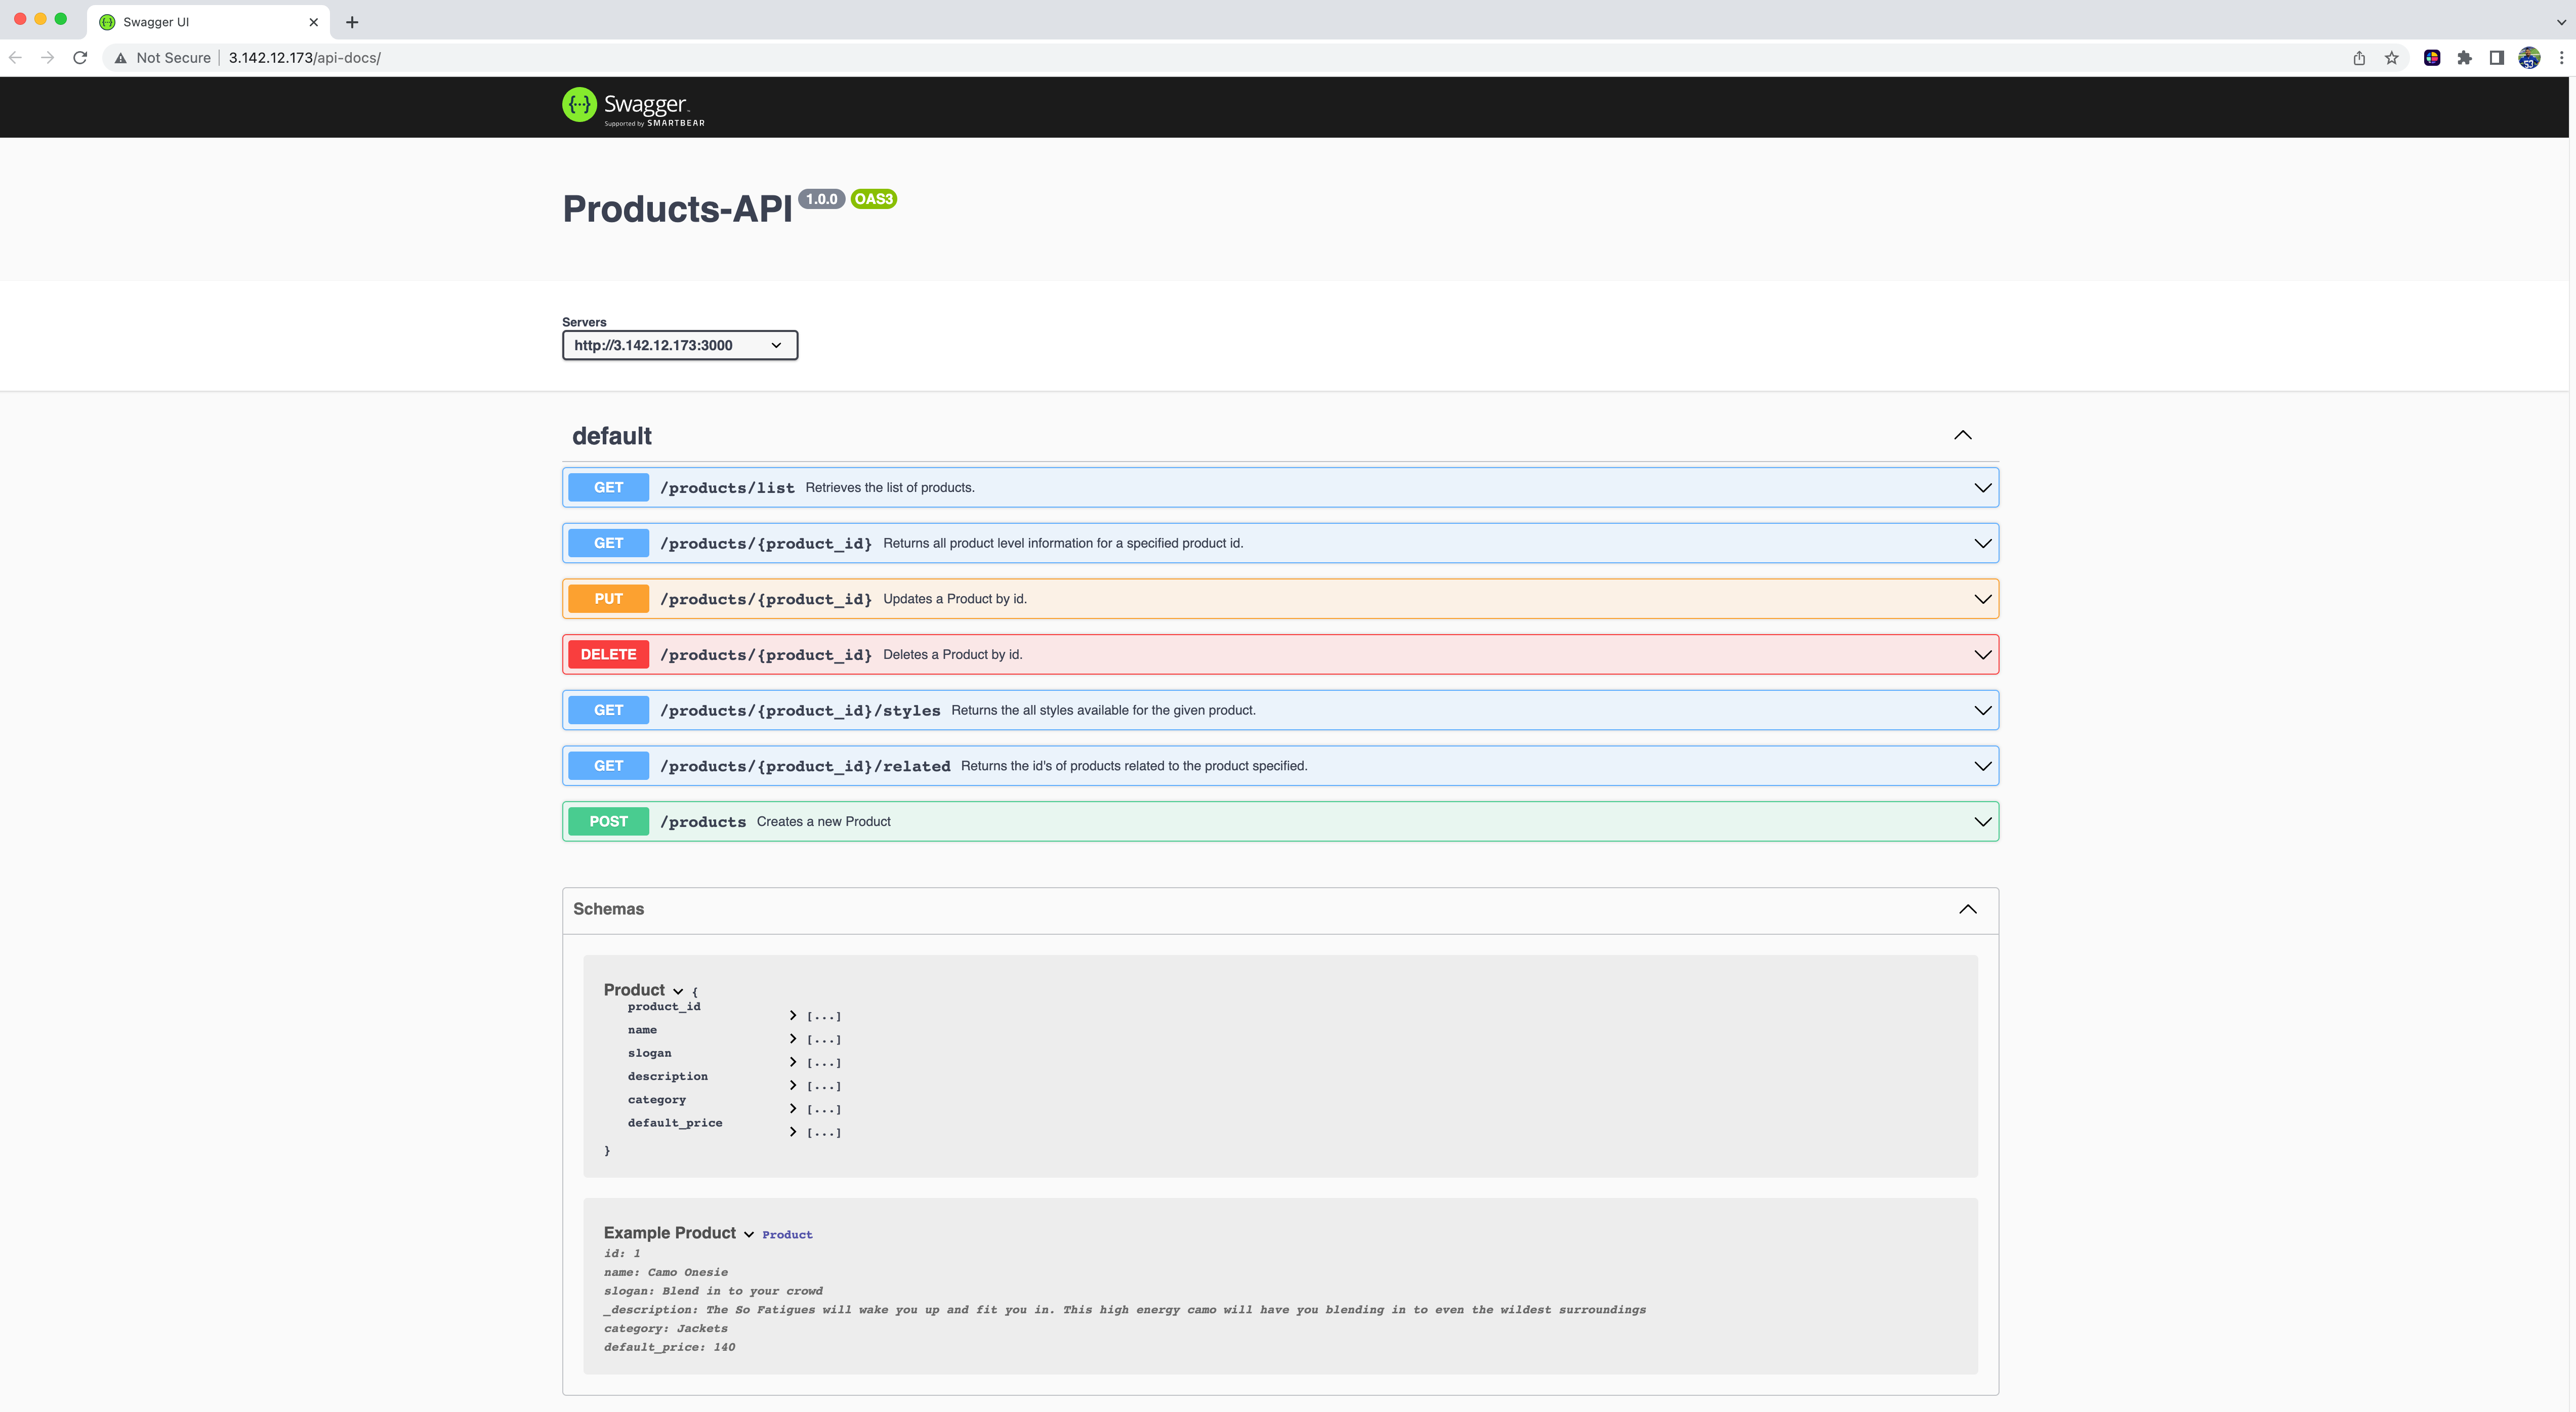 Swagger UI
Not Secure | 3.142.12.173/api-docs/
{···} Swagger™
Supported by SMARTBEAR
Products-API 1.0.0 OAS3
Servers
http://3.142.12.173:3000
default
GET /products/list Retrieves the list of products.
GET /products/{product_id} Returns all product level information for a specified product id.
PUT /products/{product_id} Updates a Product by id.
DELETE /products/{product_id} Deletes a Product by id.
GET /products/{product_id}/styles Returns the all styles available for the given product.
GET /products/{product_id}/related Returns the id's of products related to the product specified.
POST /products Creates a new Product
Schemas
Product {
product_id [...]
name [...]
slogan [...]
description [...]
category [...]
default_price [...]
}
Example Product Product
id: 1
name: Camo Onesie
slogan: Blend in to your crowd
_description: The So Fatigues will wake you up and fit you in. This high energy camo will have you blending in to even the wildest surroundings
category: Jackets
default_price: 140